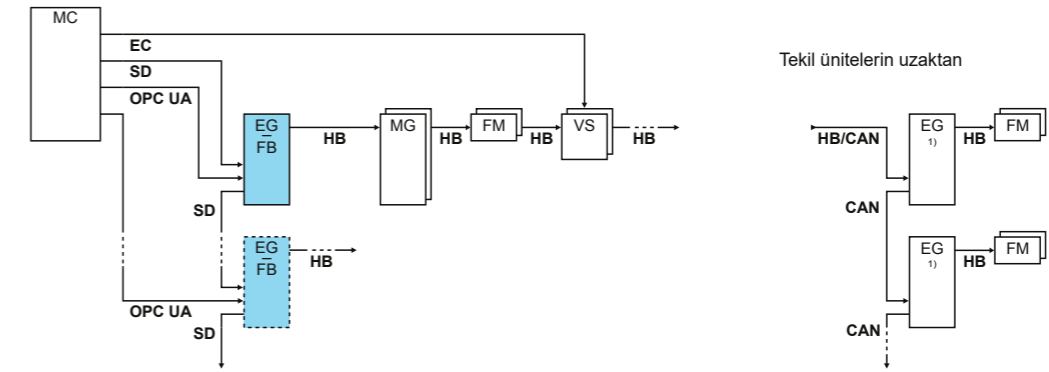 MC
EC
SD
OPC UA
EG
FB
HB
MG
HB
FM
HB
VS
HB
SD
EG
FB
HB
OPC UA
SD
Tekil ünitelerin uzaktan
HB/CAN
EG
1)
HB
FM
CAN
EG
1)
HB
FM
CAN